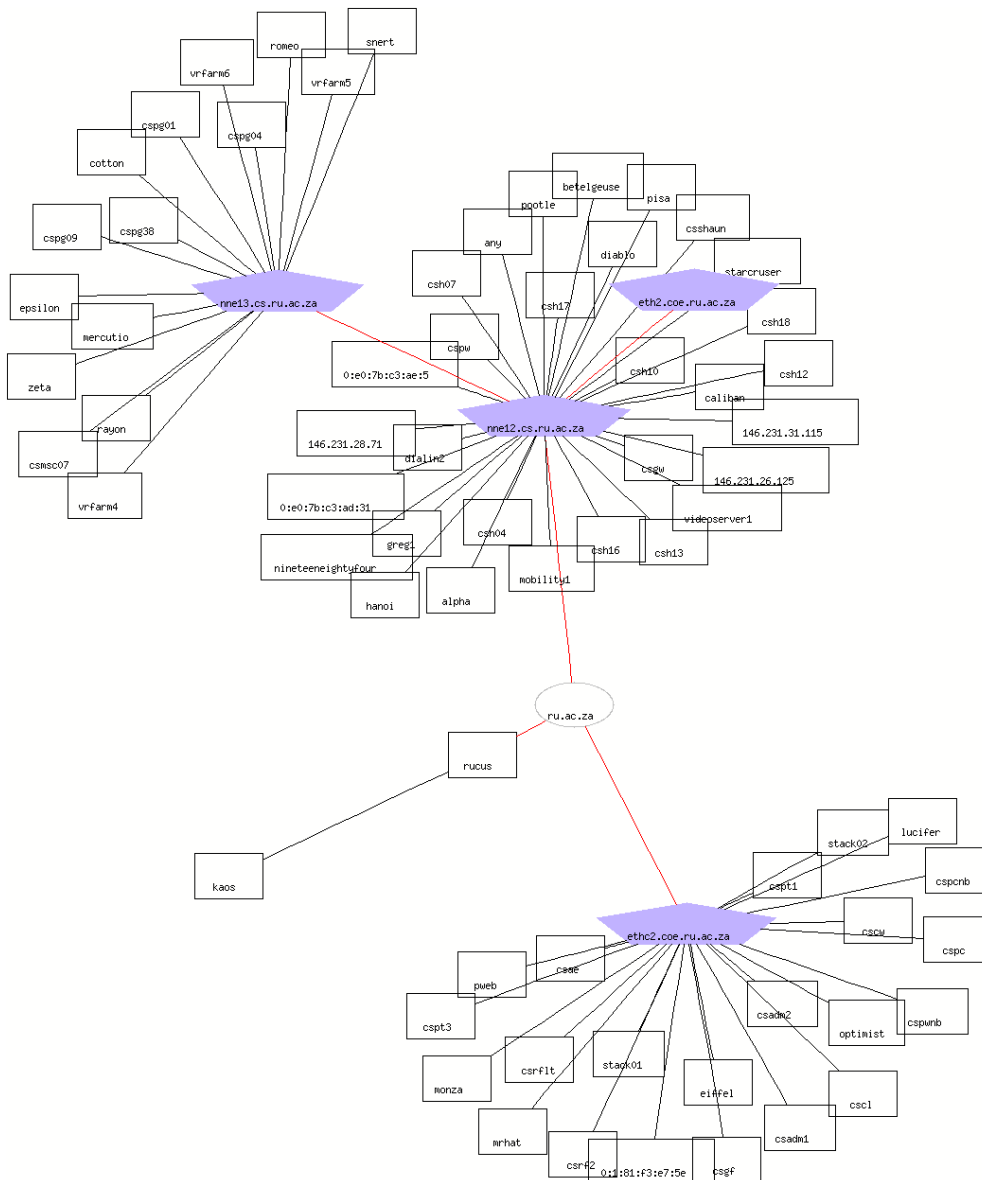 romeo
snert
vrfarm6
vrfarm5
cspg01
cspg04
cotton
betelgeuse
pisa
pootle
csshaun
cspg09
cspg38
any
diablo
starcruser
epsilon
nne13.cs.ru.ac.za
csh07
csh17
eth2.coe.ru.ac.za
mercutio
csh18
cspw
zeta
0:e0:7b:c3:ae:5
csh10
csh12
caliban
rayon
146.231.28.71
dialin2
nne12.cs.ru.ac.za
146.231.31.115
csmsc07
csgw
146.231.26.125
vrfarm4
0:e0:7b:c3:ad:31
videoserver1
greg1
csh04
csh16
csh13
nineteeneightyfour
mobility1
hanoi
alpha
ru.ac.za
rucus
kaos
stack02
lucifer
cspt1
cspcnb
ethc2.coe.ru.ac.za
cscw
cspc
pweb
csae
cspt3
csadm2
optimist
cspwnb
monza
csrflt
stack01
eiffel
cscl
mrhat
csadm1
csrf2
0:1:81:f3:e7:5e
csgf